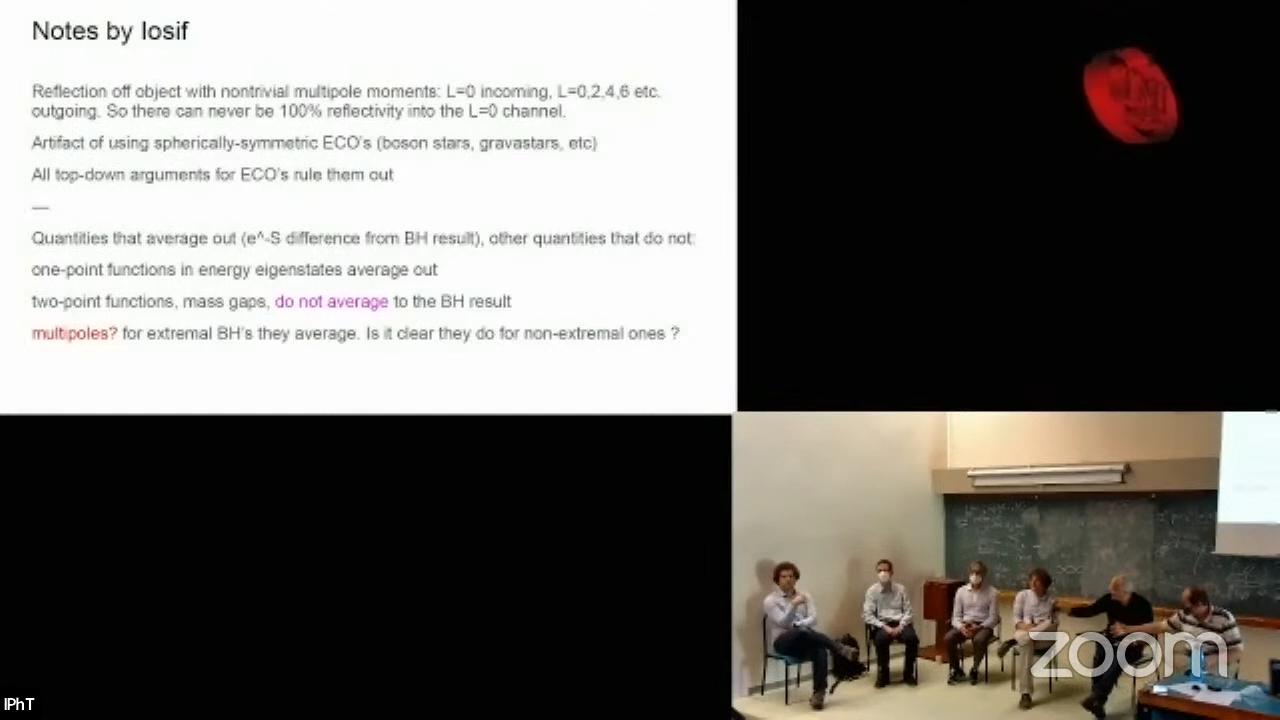 Notes by Iosif
Reflection off object with nontrivial multipole moments: L=0 incoming, L=0,2,4,6 etc.
outgoing. So there can never be 100% reflectivity into the L=0 channel.
Artifact of using spherically-symmetric ECO's (boson stars, gravastars, etc)
All top-down arguments for ECO's rule them out
—
Quantities that average out (e^-S difference from BH result), other quantities that do not:
one-point functions in energy eigenstates average out
two-point functions, mass gaps, do not average to the BH result
multipoles? for extremal BH's they average. Is it clear they do for non-extremal ones ?
zoom
IPhT